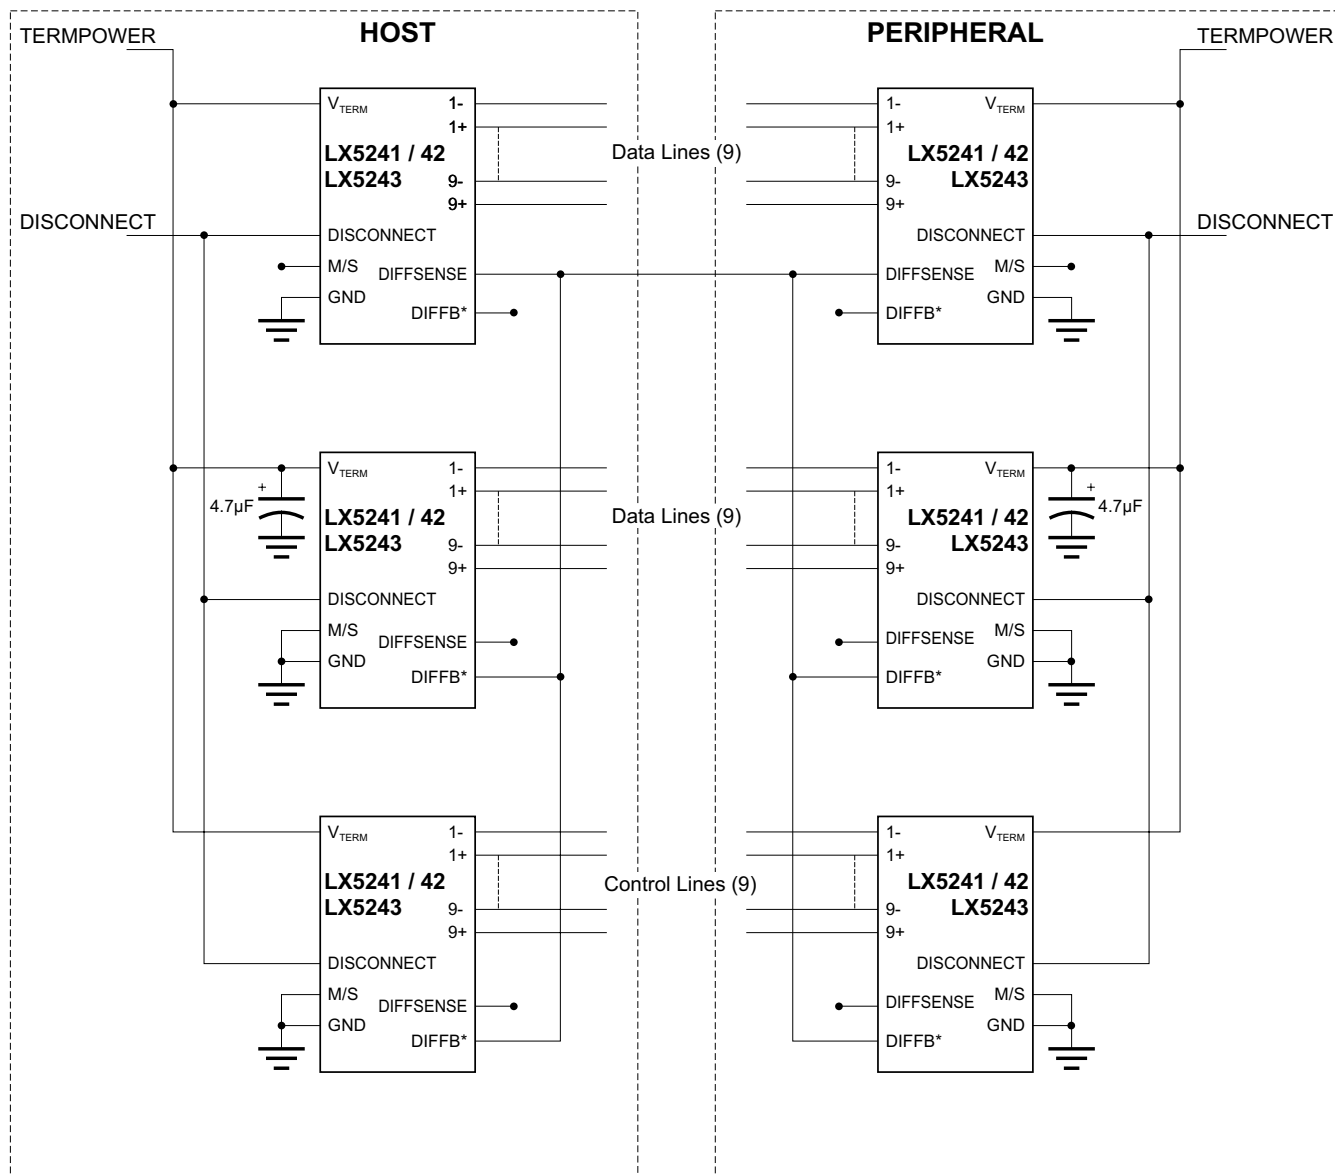 HOST
PERIPHERAL
TERMPOWER
TERMPOWER
VTERM
1-
1+
LX5241 / 42
LX5243
9-
9+
DISCONNECT
DISCONNECT
M/S
DIFFSENSE
GND
DIFFB*
Data Lines (9)
1-
VTERM
1+
LX5241 / 42
LX5243
9-
9+
DISCONNECT
DISCONNECT
DIFFSENSE
M/S
GND
DIFFB*
+
4.7µF
VTERM
1-
1+
LX5241 / 42
LX5243
9-
9+
DISCONNECT
M/S
DIFFSENSE
GND
DIFFB*
Data Lines (9)
1-
VTERM
1+
LX5241 / 42
LX5243
9-
9+
DISCONNECT
DIFFSENSE
M/S
GND
DIFFB*
+
4.7µF
VTERM
1-
1+
LX5241 / 42
LX5243
9-
9+
DISCONNECT
M/S
DIFFSENSE
GND
DIFFB*
Control Lines (9)
1-
VTERM
1+
LX5241 / 42
LX5243
9-
9+
DISCONNECT
DIFFSENSE
M/S
GND
DIFFB*